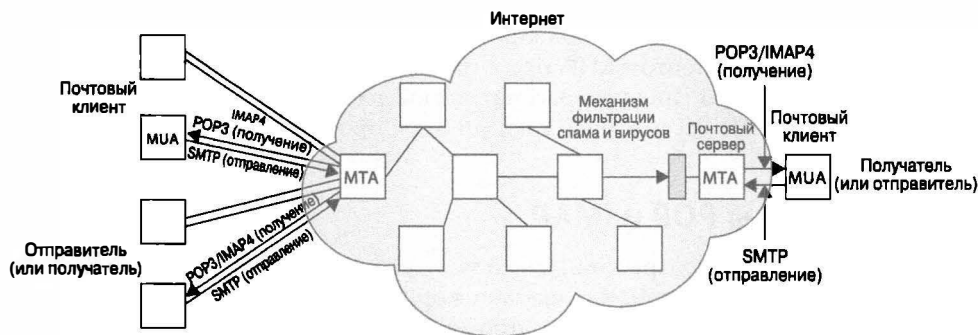 Интернет
Почтовый
клиент
IMAP4
POP3 (получение)
SMTP (отправление)
MUA
MTA
Отправитель
(или получатель)
POP3/IMAP4 (получение)
SMTP (отправление)
Механизм
фильтрации
спама и вирусов
Почтовый
сервер
MTA
POP3/IMAP4
(получение)
Почтовый
клиент
MUA
Получатель
(или отправитель)
SMTP
(отправление)